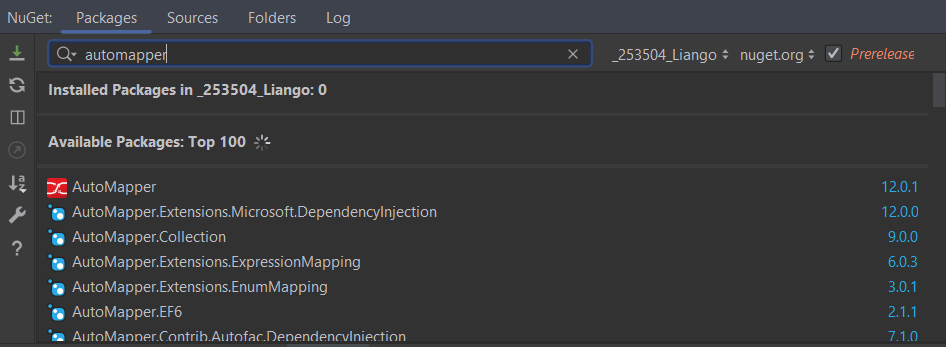 NuGet: Packages Sources Folders Log
automapper _253504_Liango nuget.org Prerelease
Installed Packages in _253504_Liango: 0
Available Packages: Top 100
AutoMapper 12.0.1
AutoMapper.Extensions.Microsoft.DependencyInjection 12.0.0
AutoMapper.Collection 9.0.0
AutoMapper.Extensions.ExpressionMapping 6.0.3
AutoMapper.Extensions.EnumMapping 3.0.1
AutoMapper.EF6 2.1.1
AutoMapper.Contrib.Autofac.DependencyInjection 7.1.0